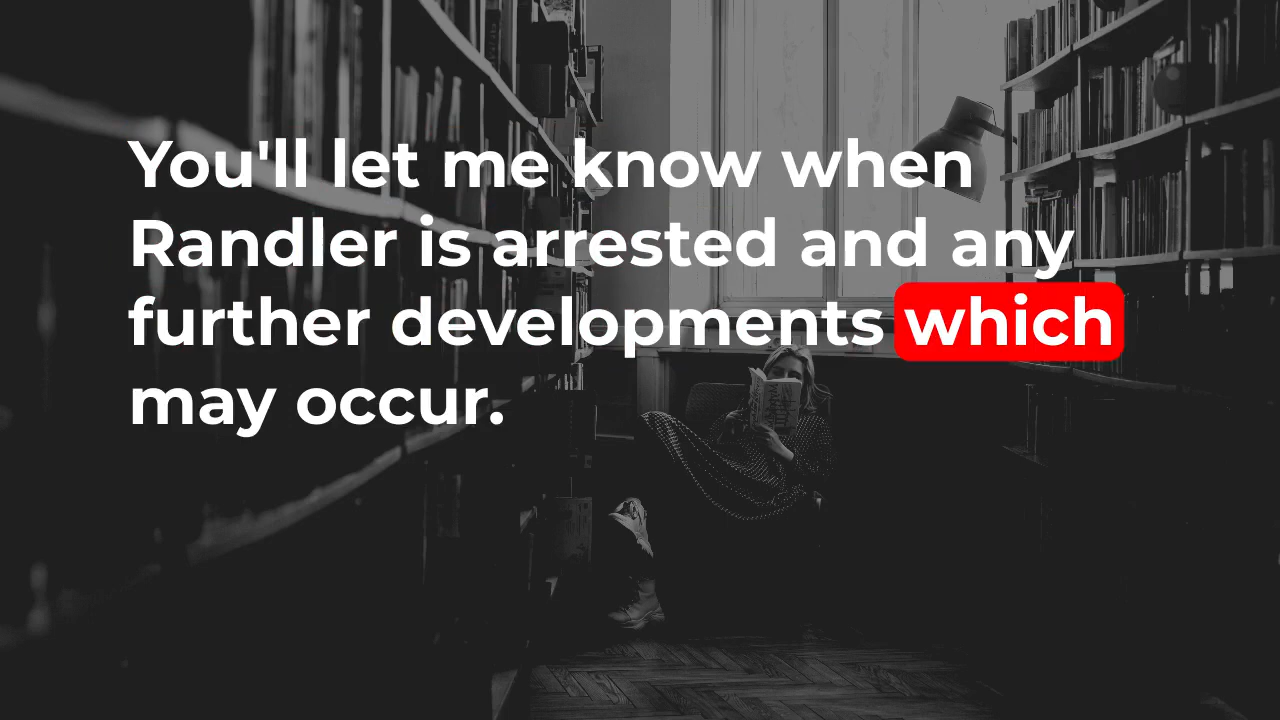 You'll let me know when
Randler is arrested and any
further developments which
may occur.